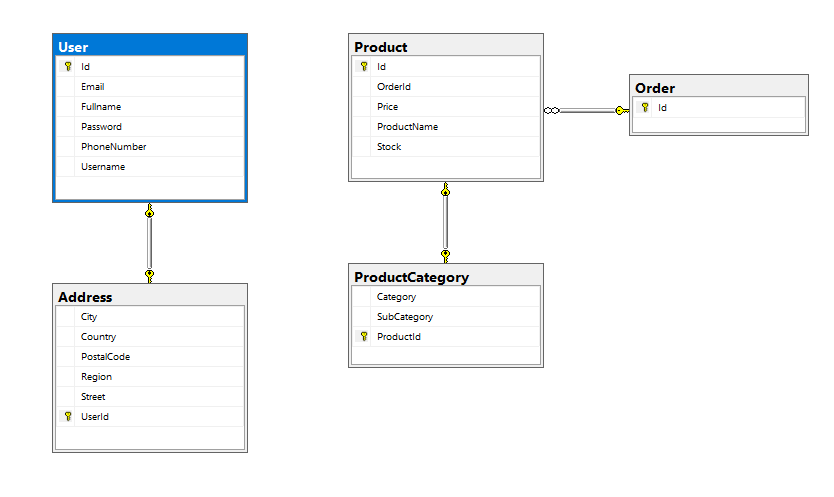 User
Id
Email
Fullname
Password
PhoneNumber
Username
Product
Id
OrderId
Price
ProductName
Stock
Order
Id
Address
City
Country
PostalCode
Region
Street
UserId
ProductCategory
Category
SubCategory
ProductId